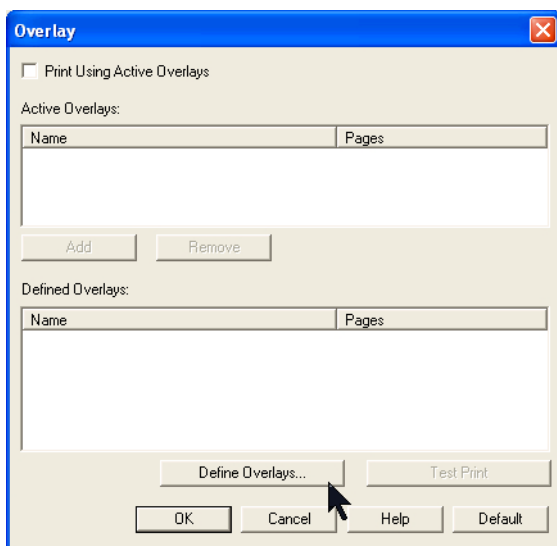 Overlay
Print Using Active Overlays
Active Overlays:
Name Pages
Add Remove
Defined Overlays:
Name Pages
Define Overlays... Test Print
OK Cancel Help Default